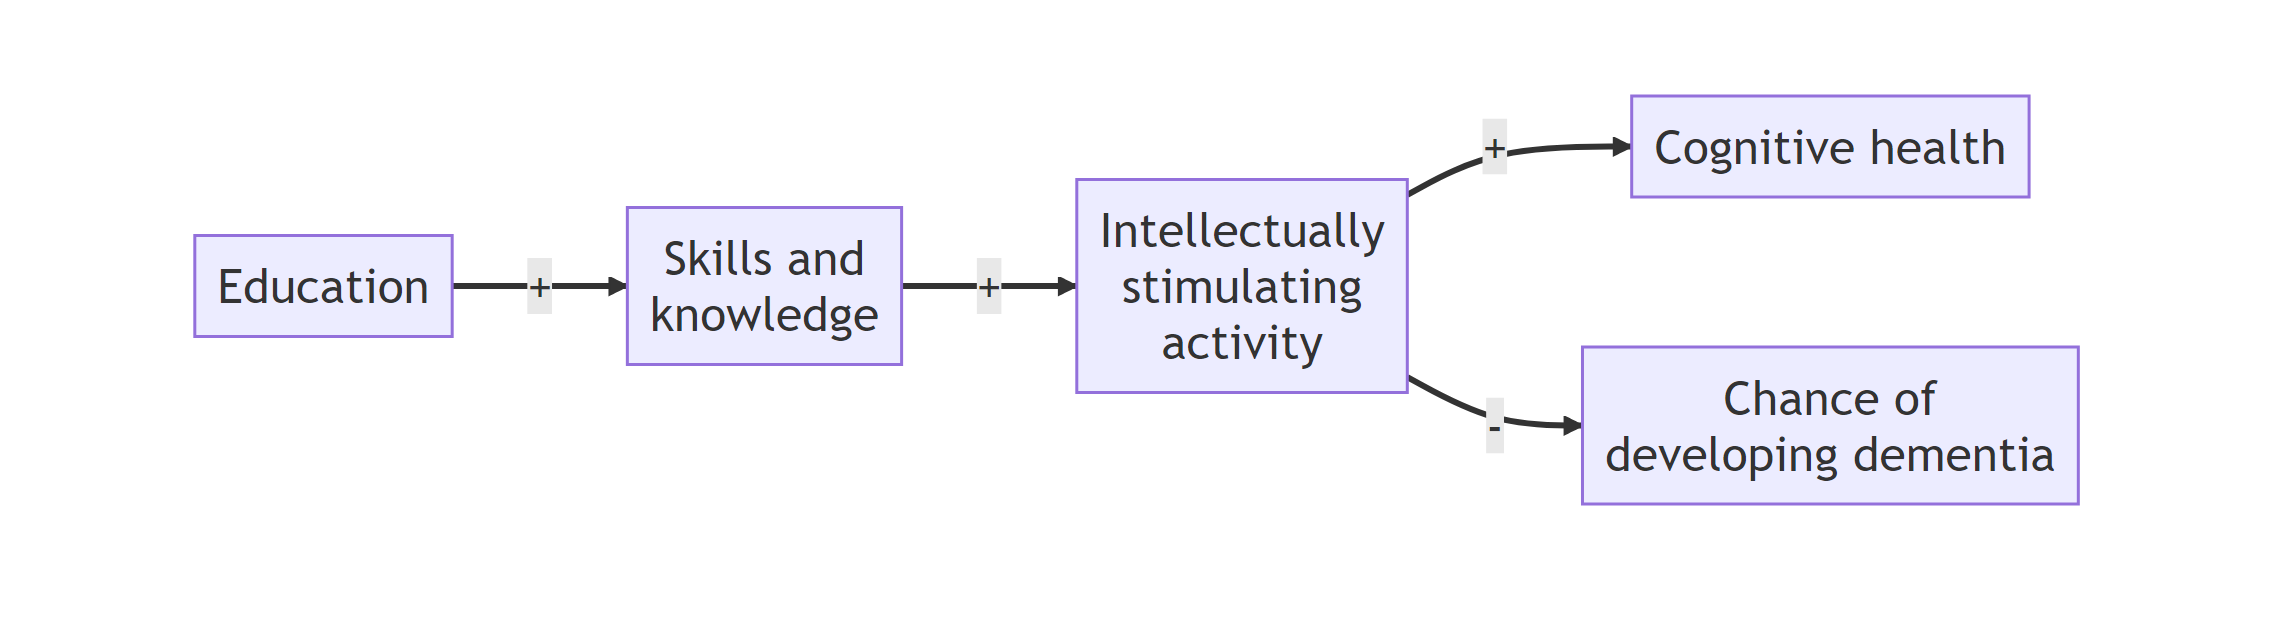 Education
+
Skills and
knowledge
+
Intellectually
stimulating
activity
+
Cognitive health
-
Chance of
developing dementia